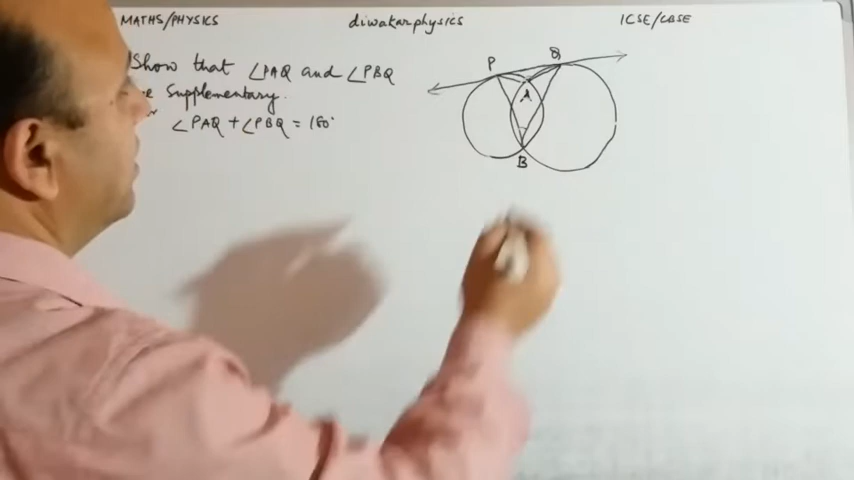 MATHS/PHYSICS
diwakarphysics
ICSE/CBSE
Show that ∠PAQ and ∠PBQ
Supplementary.
∠PAQ + ∠PBQ = 180°
P
Q
A
B